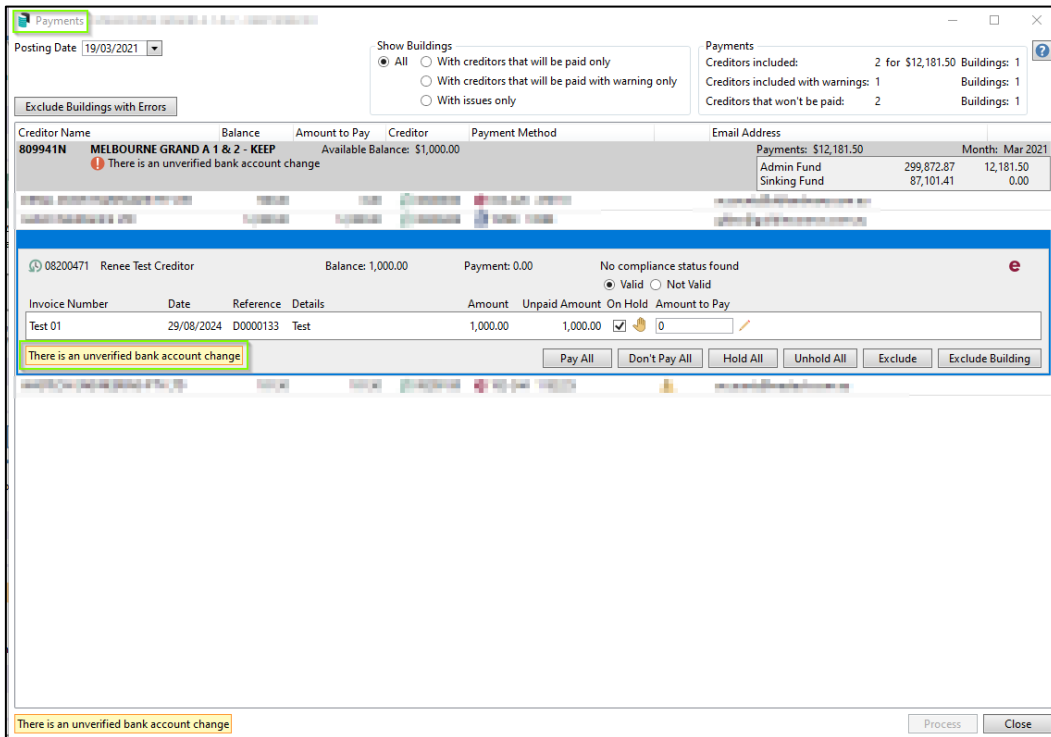 Payments
Posting Date 19/03/2021
Show Buildings
All With creditors that will be paid only
With creditors that will be paid with warning only
With issues only
Payments
Creditors included: 2 for $12,181.50 Buildings: 1
Creditors included with warnings: 1 Buildings: 1
Creditors that won't be paid: 2 Buildings: 1
?
Exclude Buildings with Errors
Creditor Name Balance Amount to Pay Creditor Payment Method Email Address
809941N MELBOURNE GRAND A 1 & 2 - KEEP Available Balance: $1,000.00 Payments: $12,181.50 Month: Mar 2021
There is an unverified bank account change
Admin Fund 299,872.87 12,181.50
Sinking Fund 87,101.41 0.00
08200471 Renee Test Creditor Balance: 1,000.00 Payment: 0.00 No compliance status found e
Valid Not Valid
Invoice Number Date Reference Details Amount Unpaid Amount On Hold Amount to Pay
Test 01 29/08/2024 D0000133 Test 1,000.00 1,000.00 0
There is an unverified bank account change
Pay All Don't Pay All Hold All Unhold All Exclude Exclude Building
There is an unverified bank account change
Process Close